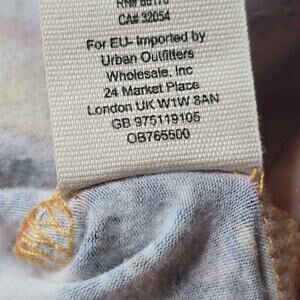 CA# 32054
For EU- Imported by
Urban Outfitters
Wholesale, Inc
24 Market Place
London UK W1W 8AN
GB 975119105
OB765500